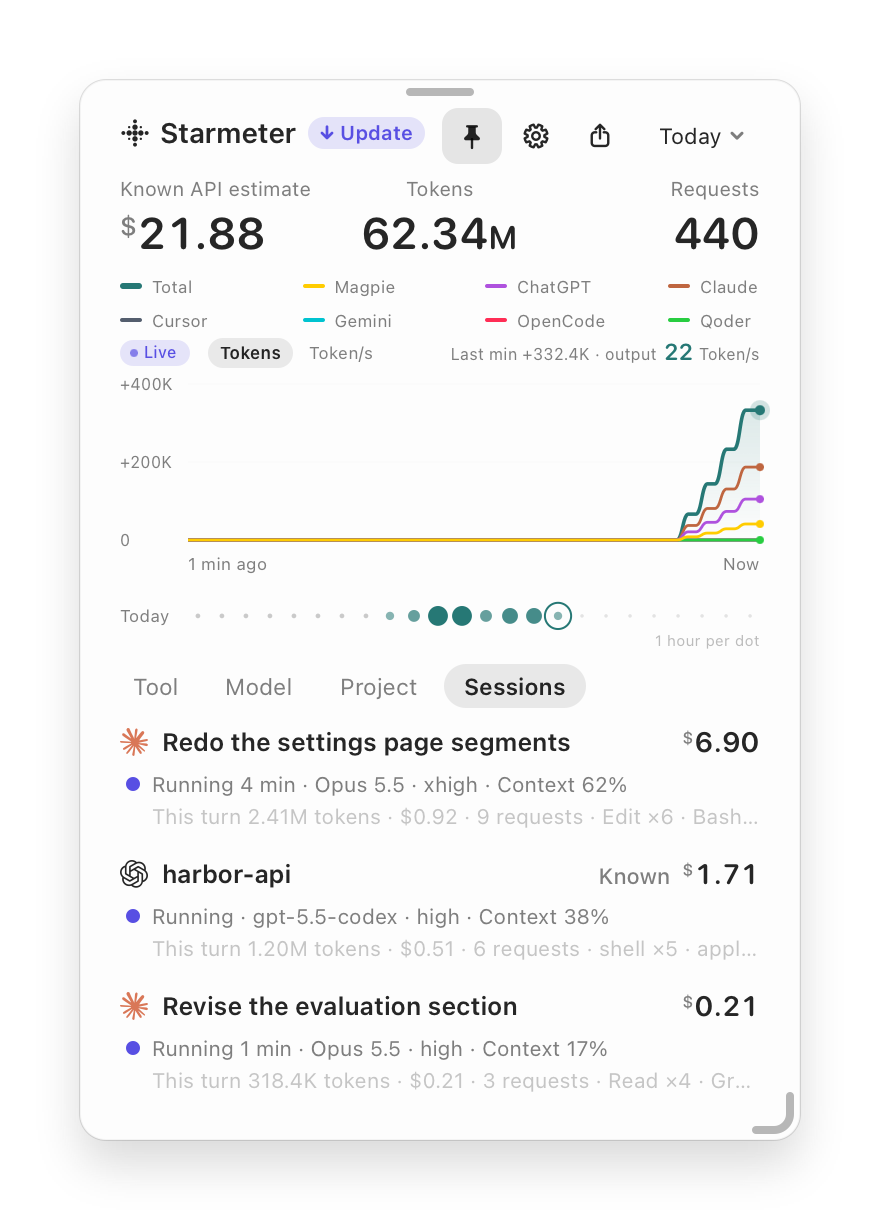 Starmeter Update Today
Known API estimate Tokens Requests
$21.88 62.34M 440
Total Magpie ChatGPT Claude
Cursor Gemini OpenCode Qoder
Live Tokens Token/s Last min +332.4K · output 22 Token/s
+400K
+200K
0
1 min ago Now
Today
1 hour per dot
Tool Model Project Sessions
Redo the settings page segments $6.90
Running 4 min · Opus 5.5 · xhigh · Context 62%
This turn 2.41M tokens · $0.92 · 9 requests · Edit ×6 · Bash...
harbor-api Known $1.71
Running · gpt-5.5-codex · high · Context 38%
This turn 1.20M tokens · $0.51 · 6 requests · shell ×5 · appl...
Revise the evaluation section $0.21
Running 1 min · Opus 5.5 · high · Context 17%
This turn 318.4K tokens · $0.21 · 3 requests · Read ×4 · Gr...